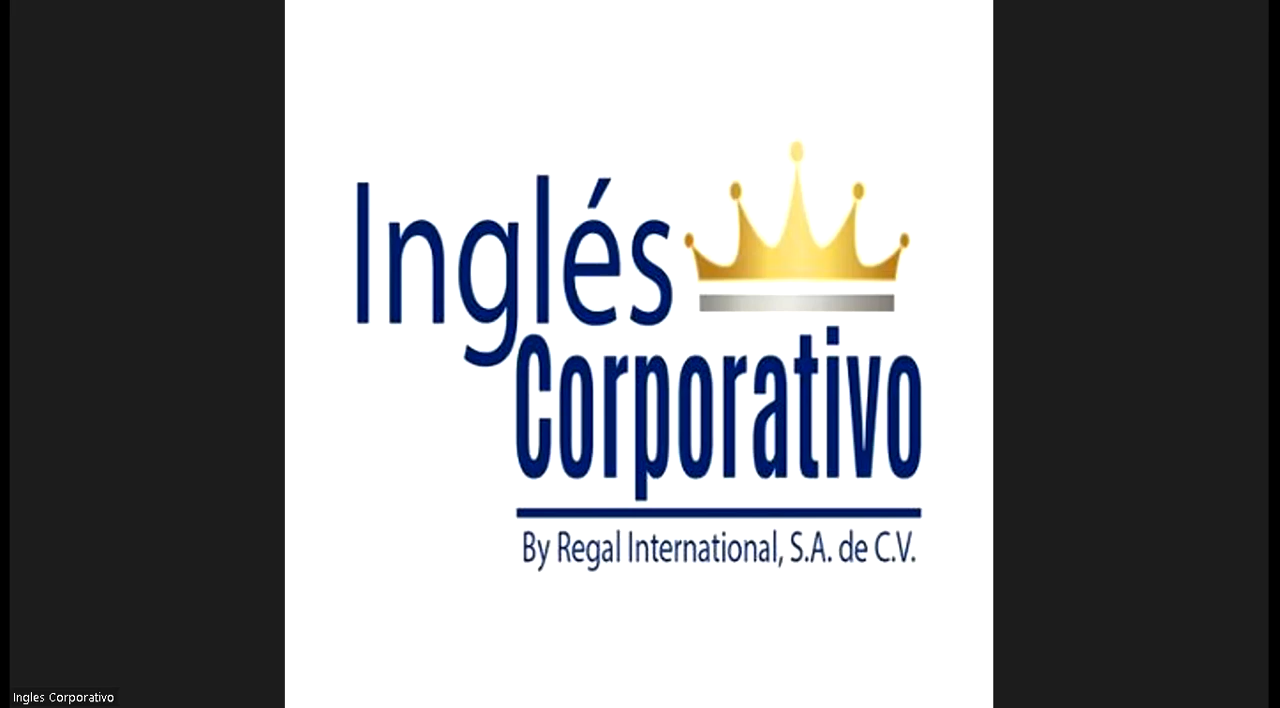 Inglés
Corporativo
By Regal International, S.A. de C.V.
Ingles Corporativo